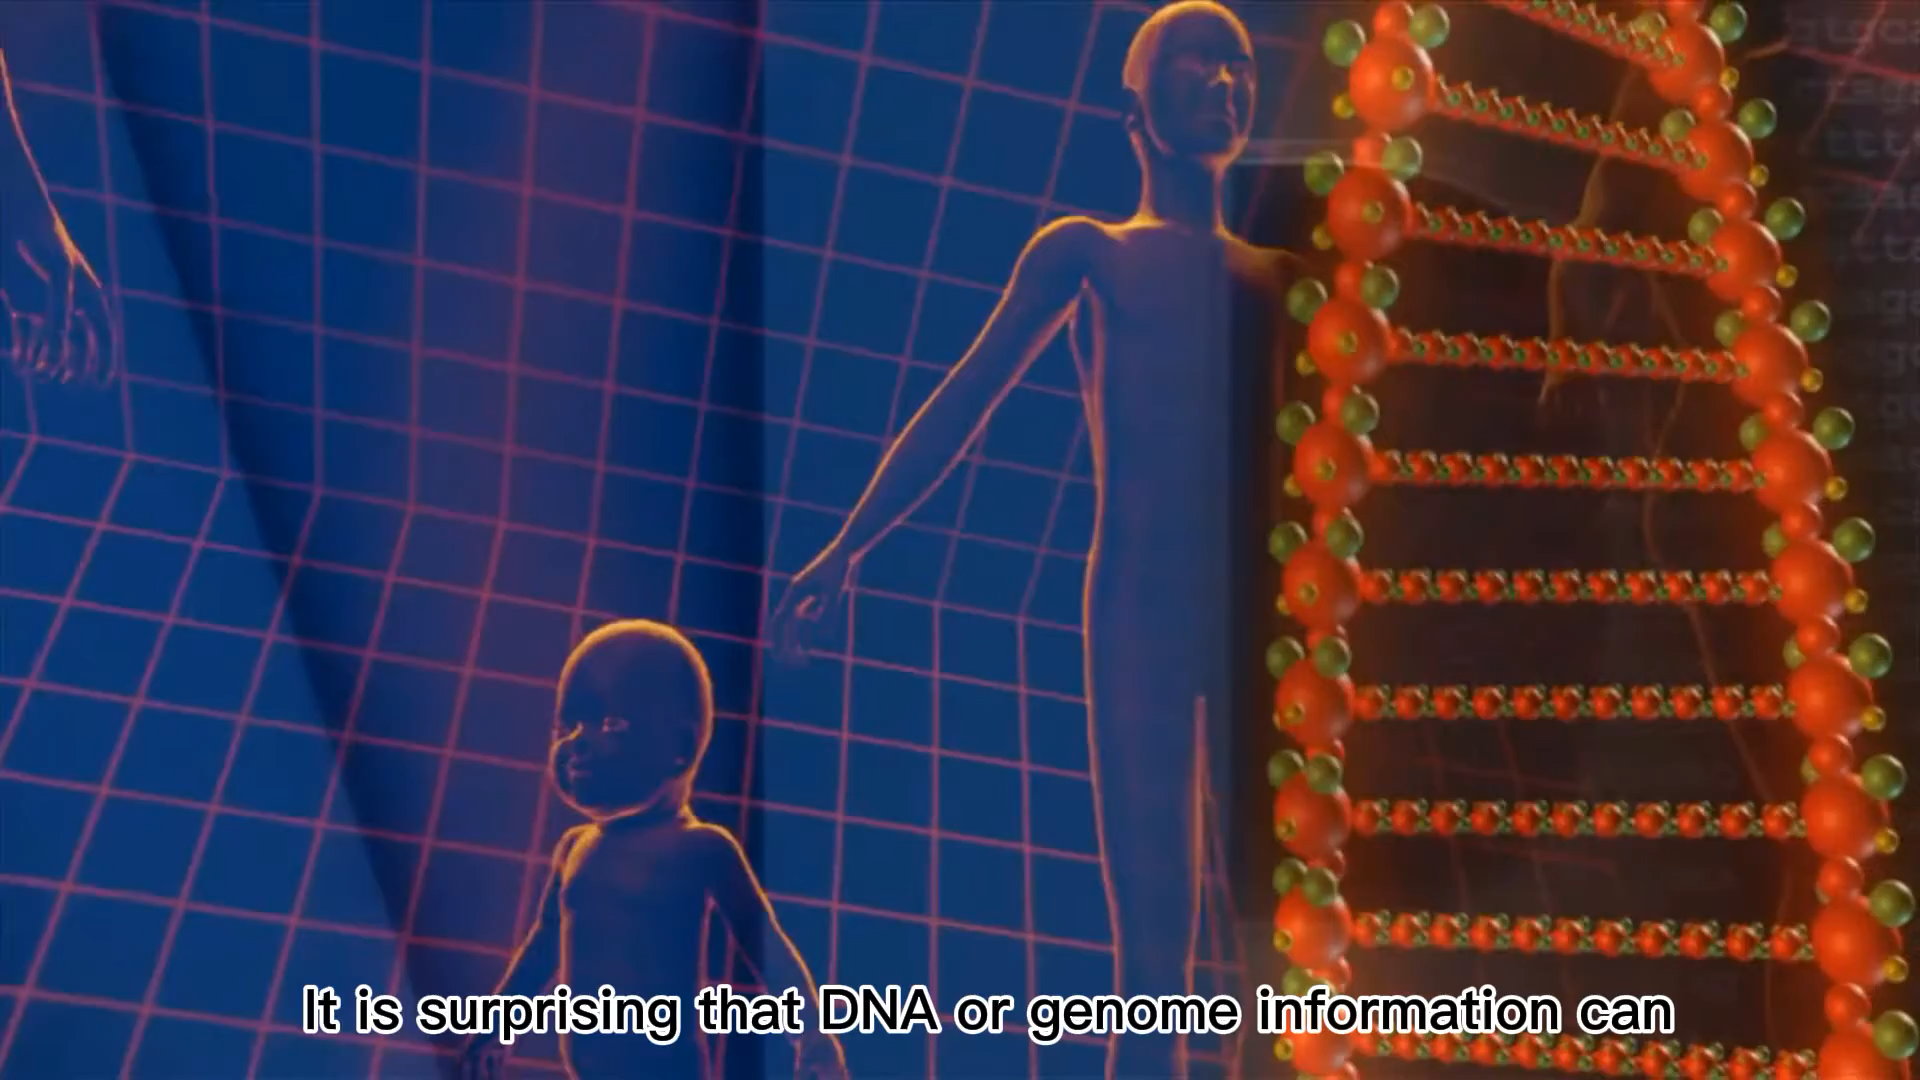 It is surprising that DNA or genome information can